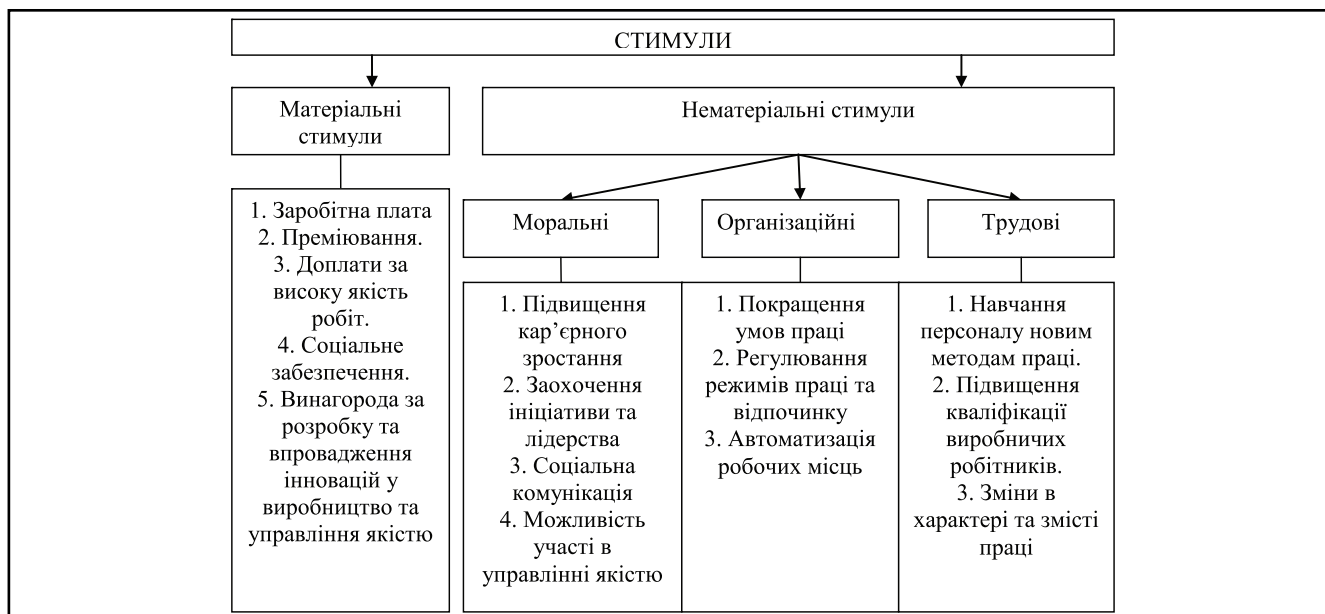 СТИМУЛИ
Матеріальні
стимули
Нематеріальні стимули
1. Заробітна плата
2. Преміювання.
3. Доплати за
високу якість
робіт.
4. Соціальне
забезпечення.
5. Винагорода за
розробку та
впровадження
інновацій у
виробництво та
управління якістю
Моральні
Організаційні
Трудові
1. Підвищення
кар’єрного
зростання
2. Заохочення
ініціативи та
лідерства
3. Соціальна
комунікація
4. Можливість
участі в
управлінні якістю
1. Покращення
умов праці
2. Регулювання
режимів праці та
відпочинку
3. Автоматизація
робочих місць
1. Навчання
персоналу новим
методам праці.
2. Підвищення
кваліфікації
виробничих
робітників.
3. Зміни в
характері та змісті
праці